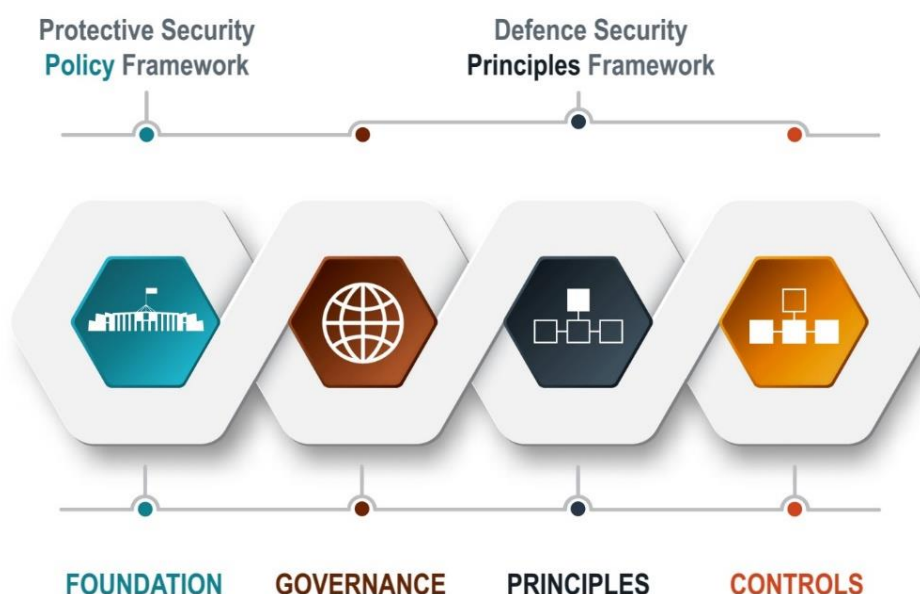 Protective Security
Policy Framework
Defence Security
Principles Framework
FOUNDATION
GOVERNANCE
PRINCIPLES
CONTROLS